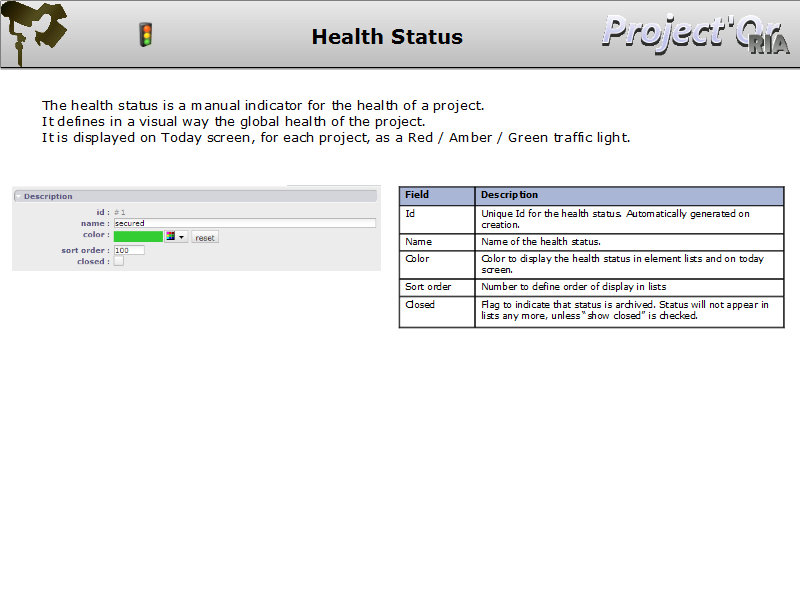 Health Status
Project'Or
RIA
The health status is a manual indicator for the health of a project.
It defines in a visual way the global health of the project.
It is displayed on Today screen, for each project, as a Red / Amber / Green traffic light.
Description
id : # 1
name : secured
color : reset
sort order : 100
closed :
Field Description
Id Unique Id for the health status. Automatically generated on
creation.
Name Name of the health status.
Color Color to display the health status in element lists and on today
screen.
Sort order Number to define order of display in lists
Closed Flag to indicate that status is archived. Status will not appear in
lists any more, unless “show closed” is checked.